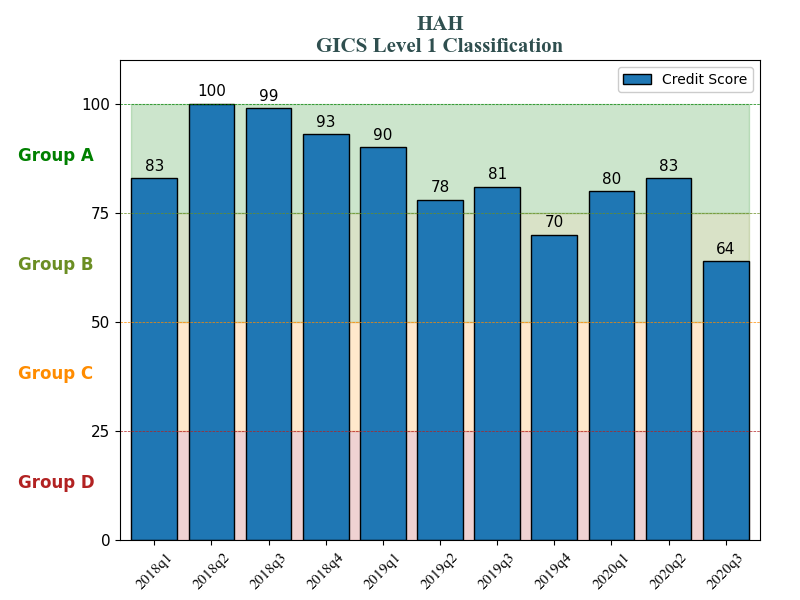 HAH
GICS Level 1 Classification
Credit Score
100
75
50
25
0
Group A
Group B
Group C
Group D
83
100
99
93
90
78
81
70
80
83
64
2018q1
2018q2
2018q3
2018q4
2019q1
2019q2
2019q3
2019q4
2020q1
2020q2
2020q3